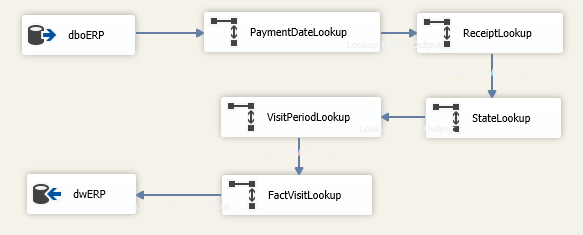 dboERP
PaymentDateLookup
ReceiptLookup
StateLookup
VisitPeriodLookup
FactVisitLookup
dwERP